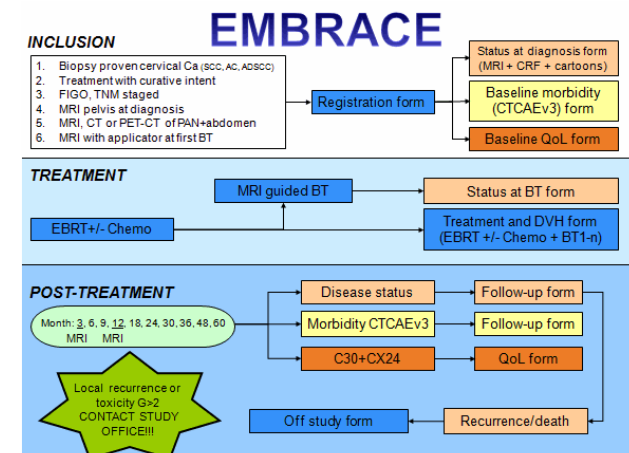 EMBRACE
INCLUSION
1. Biopsy proven cervical Ca (SCC, AC, ADSCC)
2. Treatment with curative intent
3. FIGO, TNM staged
4. MRI pelvis at diagnosis
5. MRI, CT or PET-CT of PAN+abdomen
6. MRI with applicator at first BT
Registration form
Status at diagnosis form
(MRI + CRF + cartoons)
Baseline morbidity
(CTCAEv3) form
Baseline QoL form
TREATMENT
MRI guided BT
Status at BT form
EBRT+/- Chemo
Treatment and DVH form
(EBRT +/- Chemo + BT1-n)
POST-TREATMENT
Month: 3, 6, 9, 12, 18, 24, 30, 36, 48, 60
MRI MRI
Disease status
Follow-up form
Morbidity CTCAEv3
Follow-up form
C30+CX24
QoL form
Local recurrence or
toxicity G>2
CONTACT STUDY
OFFICE!!!
Off study form
Recurrence/death